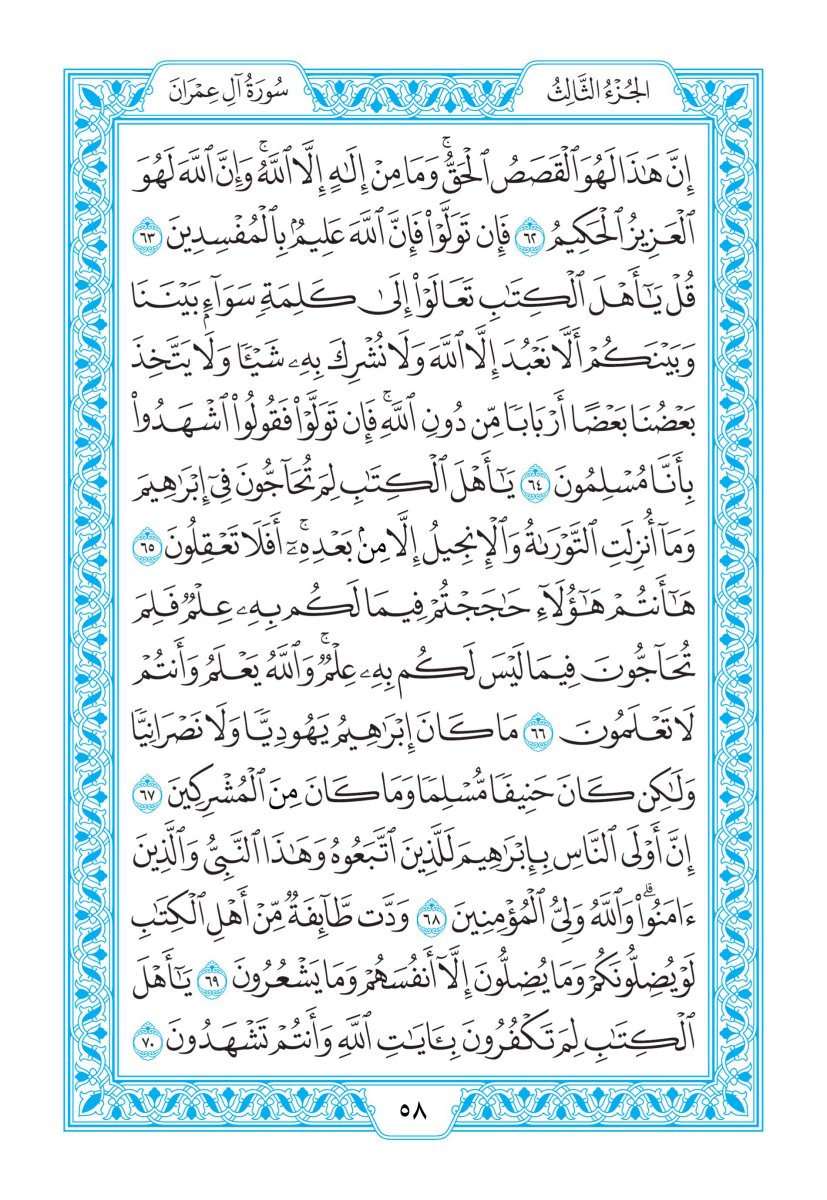 الجُزْءُ الثَّالِثُ
سُورَةُ آلِ عِمْرَانَ
إِنَّ هَٰذَا لَهُوَ ٱلْقَصَصُ ٱلْحَقُّۚ وَمَا مِنْ إِلَٰهٍ إِلَّا ٱللَّهُۚ وَإِنَّ ٱللَّهَ لَهُوَ
ٱلْعَزِيزُ ٱلْحَكِيمُ ٦٢ فَإِن تَوَلَّوْاْ فَإِنَّ ٱللَّهَ عَلِيمُۢ بِٱلْمُفْسِدِينَ ٦٣
قُلْ يَٰٓأَهْلَ ٱلْكِتَٰبِ تَعَالَوْاْ إِلَىٰ كَلِمَةٖ سَوَآءِۭ بَيْنَنَا
وَبَيْنَكُمْ أَلَّا نَعْبُدَ إِلَّا ٱللَّهَ وَلَا نُشْرِكَ بِهِۦ شَيْـٔٗا وَلَا يَتَّخِذَ
بَعْضُنَا بَعْضًا أَرْبَابٗا مِّن دُونِ ٱللَّهِۚ فَإِن تَوَلَّوْاْ فَقُولُواْ ٱشْهَدُواْ
بِأَنَّا مُسْلِمُونَ ٦٤ يَٰٓأَهْلَ ٱلْكِتَٰبِ لِمَ تُحَآجُّونَ فِيٓ إِبْرَٰهِيمَ
وَمَآ أُنزِلَتِ ٱلتَّوْرَىٰةُ وَٱلْإِنجِيلُ إِلَّا مِنۢ بَعْدِهِۦٓۚ أَفَلَا تَعْقِلُونَ ٦٥
هَٰٓأَنتُمْ هَٰٓؤُلَآءِ حَٰجَجْتُمْ فِيمَا لَكُم بِهِۦ عِلْمٞ فَلِمَ
تُحَآجُّونَ فِيمَا لَيْسَ لَكُم بِهِۦ عِلْمٞۚ وَٱللَّهُ يَعْلَمُ وَأَنتُمْ
لَا تَعْلَمُونَ ٦٦ مَا كَانَ إِبْرَٰهِيمُ يَهُودِيّٗا وَلَا نَصْرَانِيّٗا
وَلَٰكِن كَانَ حَنِيفٗا مُّسْلِمٗا وَمَا كَانَ مِنَ ٱلْمُشْرِكِينَ ٦٧
إِنَّ أَوْلَى ٱلنَّاسِ بِإِبْرَٰهِيمَ لَلَّذِينَ ٱتَّبَعُوهُ وَهَٰذَا ٱلنَّبِيُّ وَٱلَّذِينَ
ءَامَنُواْۗ وَٱللَّهُ وَلِيُّ ٱلْمُؤْمِنِينَ ٦٨ وَدَّت طَّآئِفَةٞ مِّنْ أَهْلِ ٱلْكِتَٰبِ
لَوْ يُضِلُّونَكُمْ وَمَا يُضِلُّونَ إِلَّآ أَنفُسَهُمْ وَمَا يَشْعُرُونَ ٦٩ يَٰٓأَهْلَ
ٱلْكِتَٰبِ لِمَ تَكْفُرُونَ بِـَٔايَٰتِ ٱللَّهِ وَأَنتُمْ تَشْهَدُونَ ٧٠
٥٨